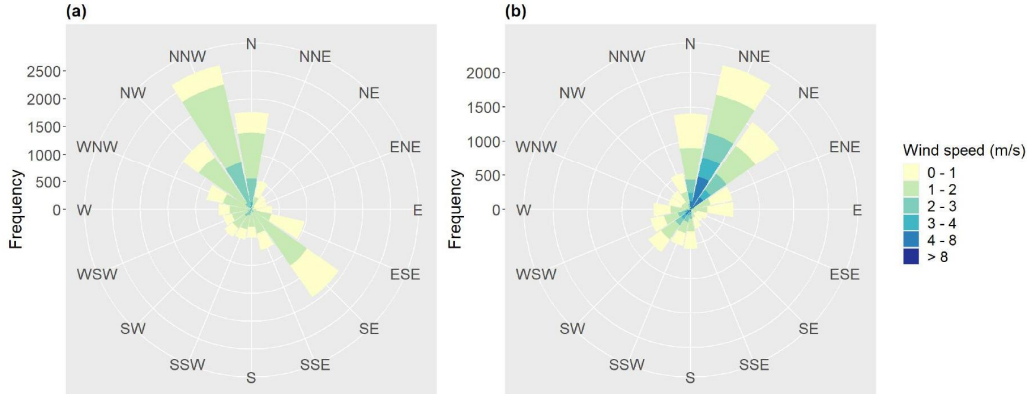 (a)
N
NNE
NE
ENE
E
ESE
SE
SSE
S
SSW
SW
WSW
W
WNW
NW
NNW
2500
2000
1500
1000
500
0
Frequency
(b)
N
NNE
NE
ENE
E
ESE
SE
SSE
S
SSW
SW
WSW
W
WNW
NW
NNW
2000
1500
1000
500
0
Frequency
Wind speed (m/s)
0 - 1
1 - 2
2 - 3
3 - 4
4 - 8
> 8